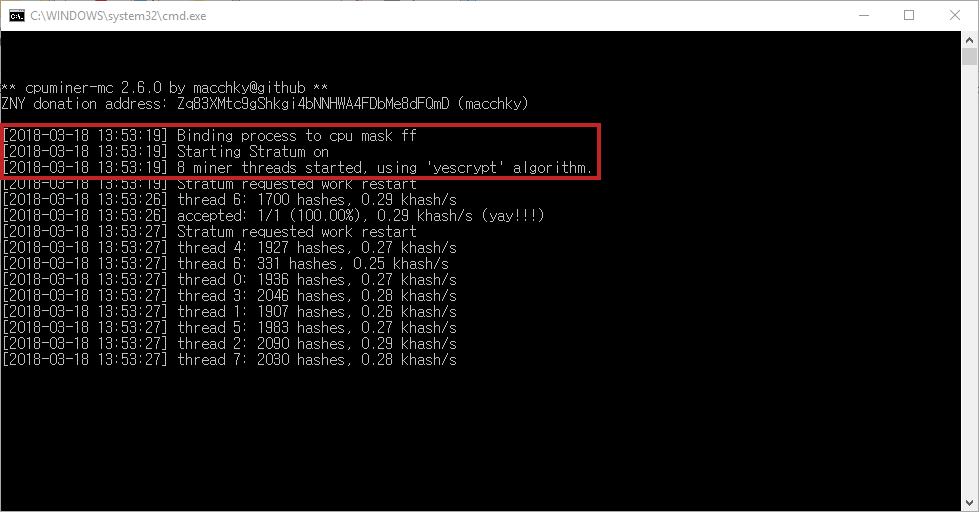 C:\WINDOWS\system32\cmd.exe
** cpuminer-mc 2.6.0 by macchky@github **
ZNY donation address: Zq83XMtc9gShkgi4bNNHWA4FDbMe8dFQmD (macchky)
[2018-03-18 13:53:19] Binding process to cpu mask ff
[2018-03-18 13:53:19] Starting Stratum on
[2018-03-18 13:53:19] 8 miner threads started, using 'yescrypt' algorithm.
[2018-03-18 13:53:19] Stratum requested work restart
[2018-03-18 13:53:26] thread 6: 1700 hashes, 0.29 khash/s
[2018-03-18 13:53:26] accepted: 1/1 (100.00%), 0.29 khash/s (yay!!!)
[2018-03-18 13:53:27] Stratum requested work restart
[2018-03-18 13:53:27] thread 4: 1927 hashes, 0.27 khash/s
[2018-03-18 13:53:27] thread 6: 331 hashes, 0.25 khash/s
[2018-03-18 13:53:27] thread 0: 1936 hashes, 0.27 khash/s
[2018-03-18 13:53:27] thread 3: 2046 hashes, 0.28 khash/s
[2018-03-18 13:53:27] thread 1: 1907 hashes, 0.26 khash/s
[2018-03-18 13:53:27] thread 5: 1983 hashes, 0.27 khash/s
[2018-03-18 13:53:27] thread 2: 2090 hashes, 0.29 khash/s
[2018-03-18 13:53:27] thread 7: 2030 hashes, 0.28 khash/s